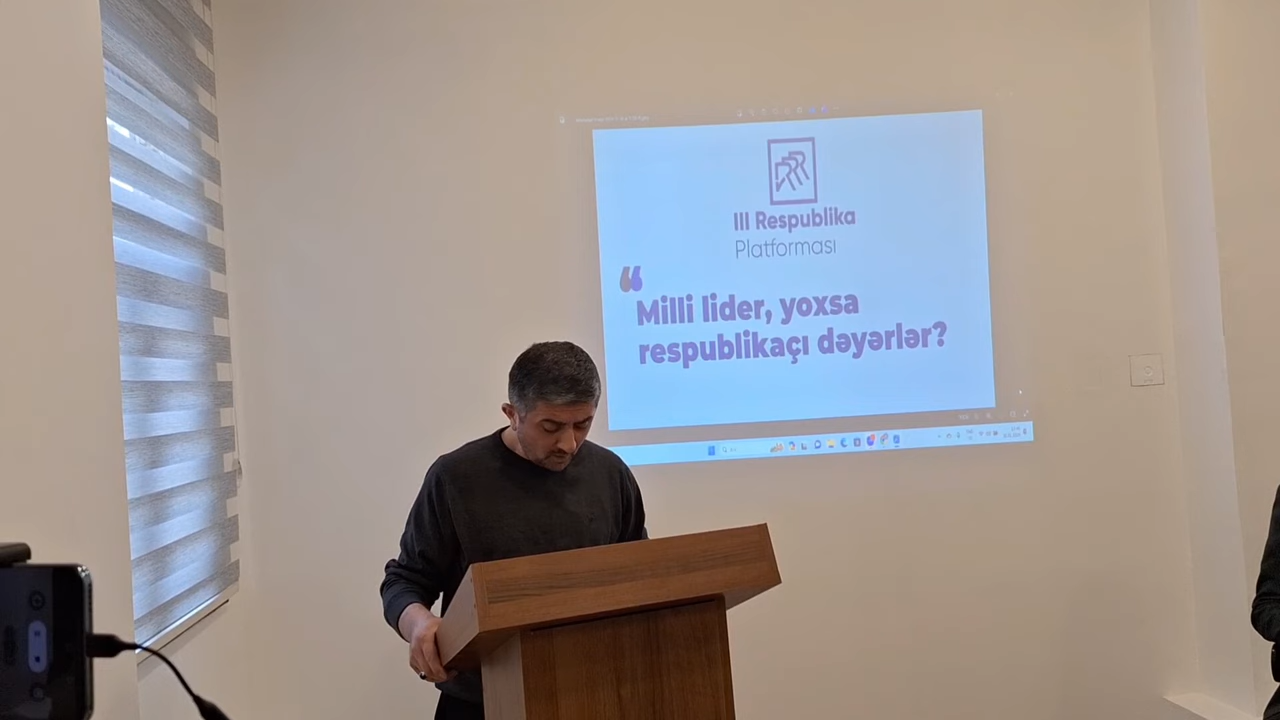 III Respublika
Platforması
Milli lider, yoxsa
respublikaçı dəyərlər?